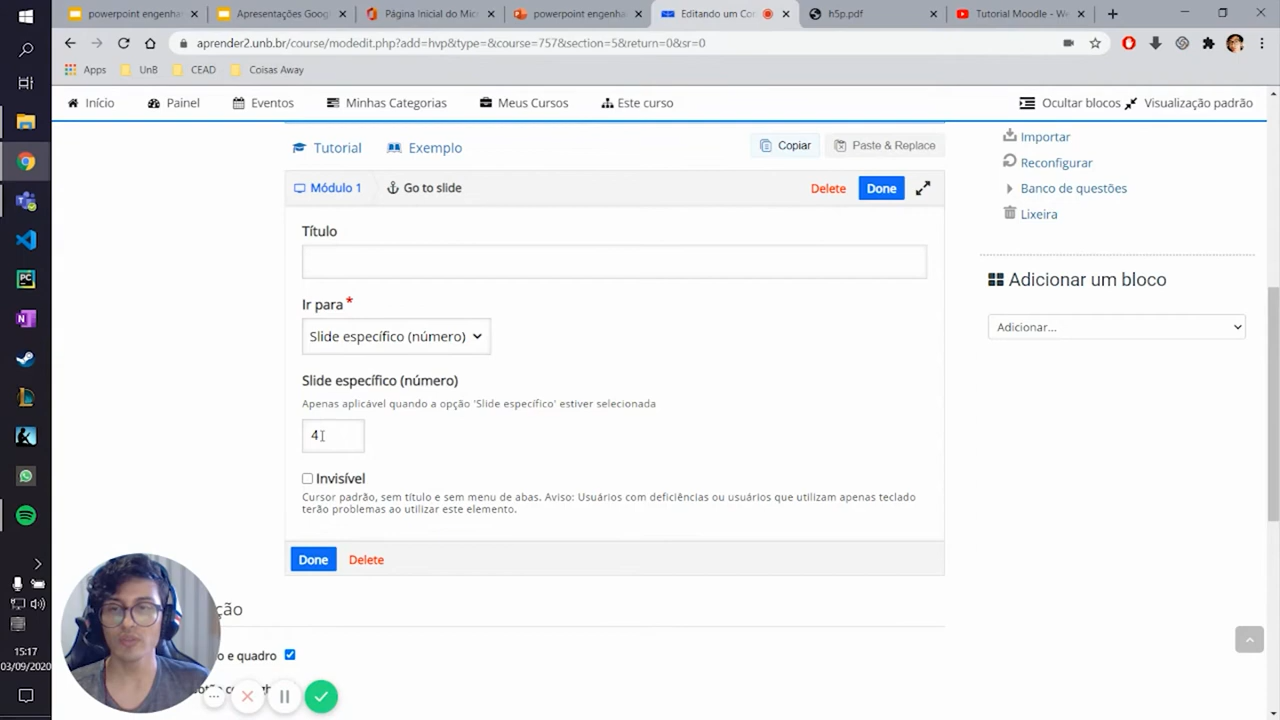 powerpoint engenha
Apresentações Goog
Página Inicial do Mic
powerpoint engenha
Editando um Co
h5p.pdf
Tutorial Moodle - We
aprender2.unb.br/course/modedit.php?add=hvp&type=&course=757&section=5&return=0&sr=0
Apps
UnB
CEAD
Coisas Away
Início
Painel
Eventos
Minhas Categorias
Meus Cursos
Este curso
Ocultar blocos
Visualização padrão
Tutorial
Exemplo
Copiar
Paste & Replace
Importar
Reconfigurar
Banco de questões
Lixeira
Módulo 1
Go to slide
Delete
Done
Título
Adicionar um bloco
Adicionar...
Ir para *
Slide específico (número)
Slide específico (número)
Apenas aplicável quando a opção 'Slide específico' estiver selecionada
4
Invisível
Cursor padrão, sem título e sem menu de abas. Aviso: Usuários com deficiências ou usuários que utilizam apenas teclado
terão problemas ao utilizar este elemento.
Done
Delete
ção
o e quadro
15:17
03/09/2020